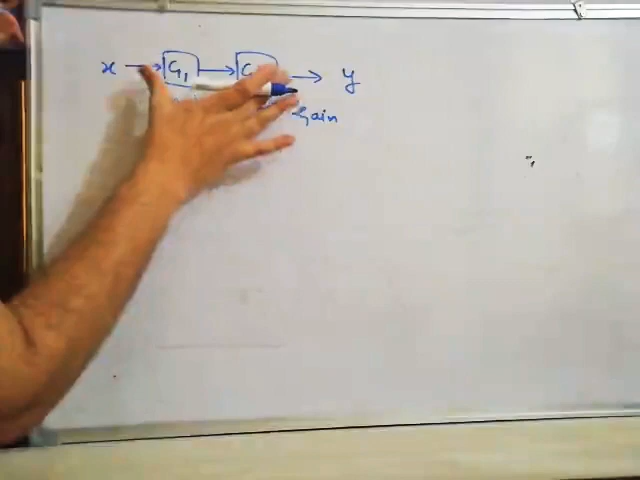 x → G₁ → G → y
Gain